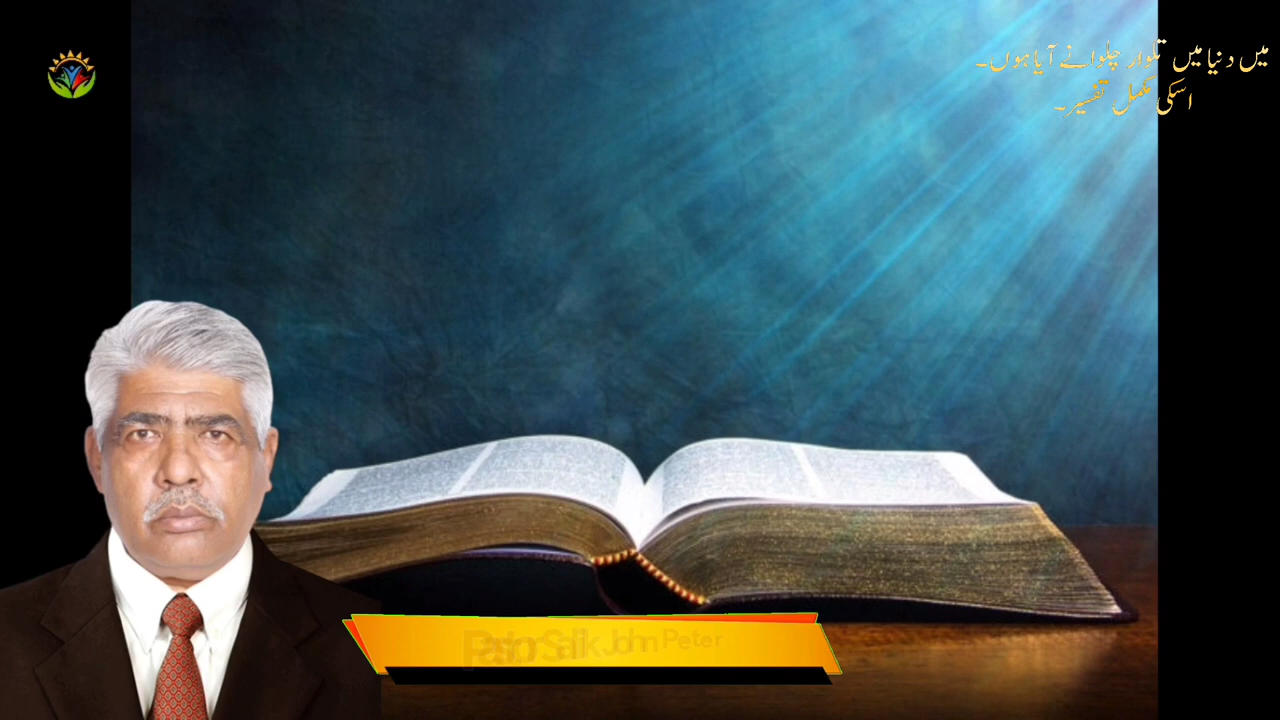 میں دنیا میں تلوار چلوانے آیا ہوں۔
اسکی مکمل تفسیر۔
Pastor Salik John Peter